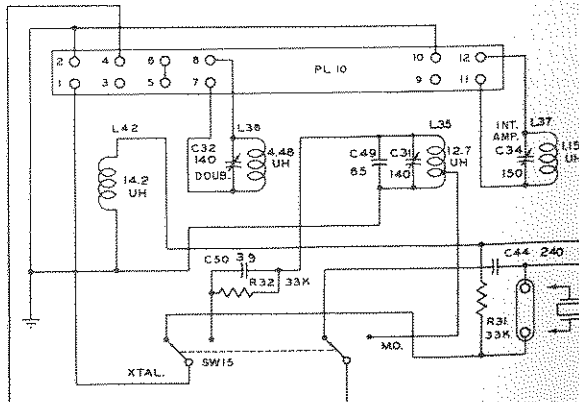 2 4 6 8 10 12
PL 10
1 3 5 7 9 11
L42
14.2
UH
C32
140
DOUB.
L36
4.48
UH
C49
65
C31
140
L35
12.7
UH
INT.
AMP.
C34
150
L37
1.15
UH
C50 39
R32 33K
C44 240
R31
33K
XTAL.
SW15
M.O.